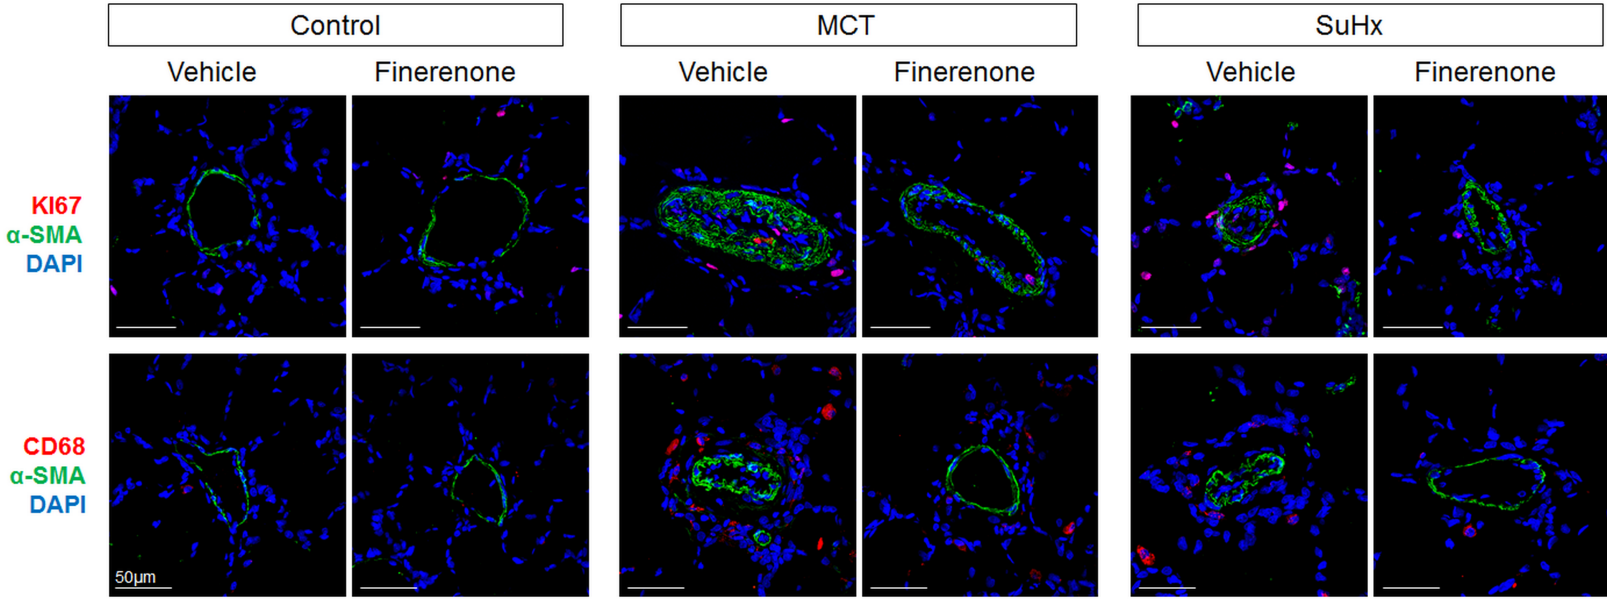 Control
MCT
SuHx
Vehicle
Finerenone
Vehicle
Finerenone
Vehicle
Finerenone
KI67
α-SMA
DAPI
CD68
α-SMA
DAPI
50µm